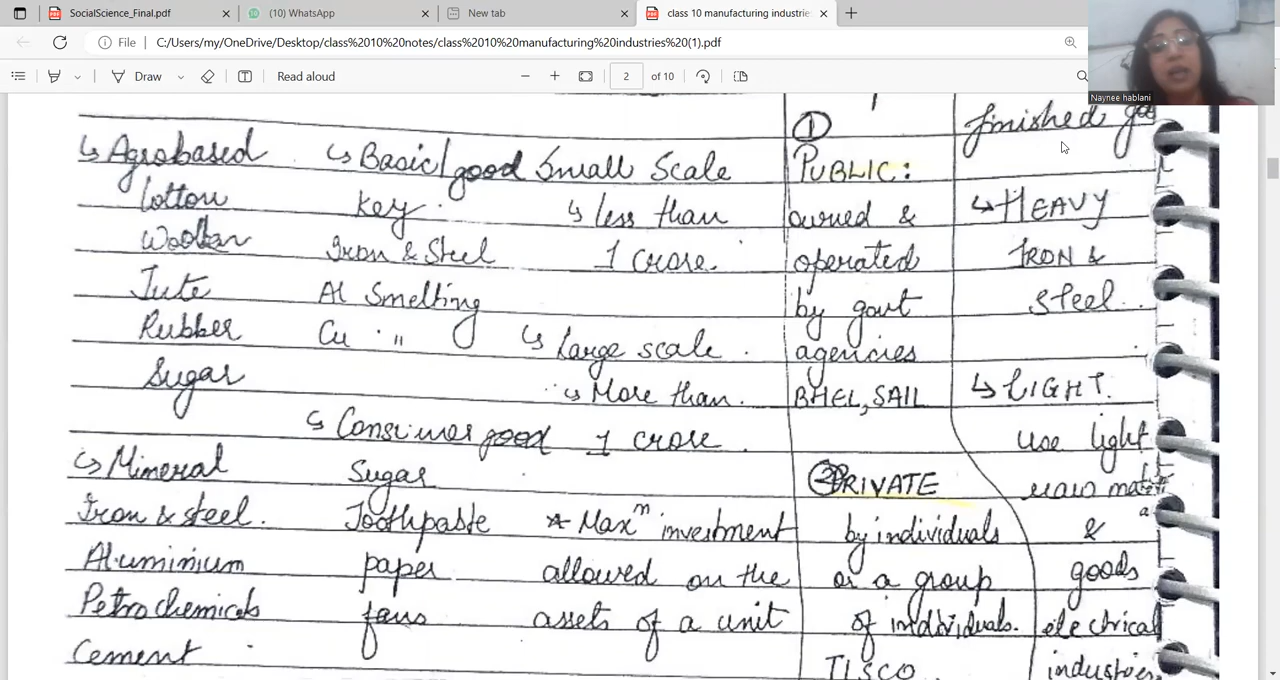 SocialScience_Final.pdf
(10) WhatsApp
New tab
class 10 manufacturing industrie
File C:/Users/my/OneDrive/Desktop/class%2010%20notes/class%2010%20manufacturing%20industries%20(1).pdf
Draw
Read aloud
2 of 10
Naynee hablani
finished
↳ Agrobased
Cotton
Woollen
Jute
Rubber
Sugar
↳ Mineral
Iron & steel.
Aluminium
Petrochemicals
Cement
↳ Basic/good
key.
Iron & Steel
Al Smelting
Cu "
↳ Consumer good
Sugar
Toothpaste
paper
fans
Small Scale
↳ less than
1 crore.
↳ Large scale.
↳ More than.
1 crore.
* Maxm investment
allowed on the
assets of a unit
①
PUBLIC:
owned &
operated
by govt
agencies
BHEL, SAIL
② PRIVATE
by individuals
or a group
of individuals.
TISCO
↳ HEAVY
IRON &
Steel..
↳ LIGHT.
use light
raw
&
goods
electrical
industries